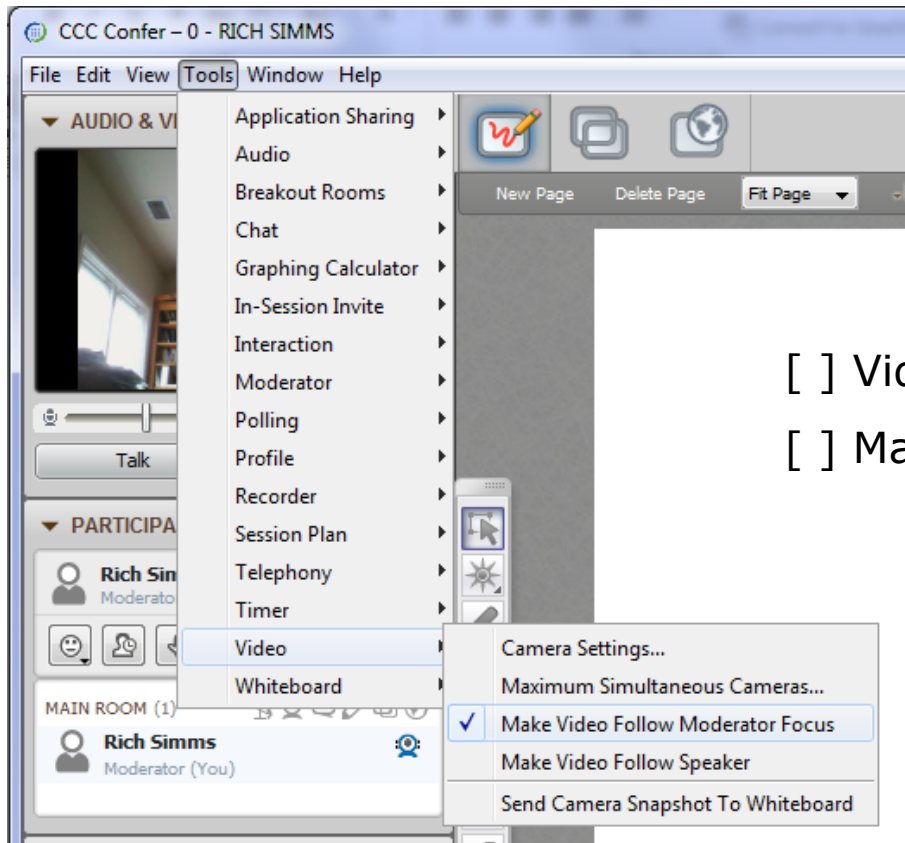 CCC Confer – 0 - RICH SIMMS
File Edit View Tools Window Help
AUDIO & VI
Talk
PARTICIPA
Rich Sim
Moderato
MAIN ROOM (1)
Rich Simms
Moderator (You)
Application Sharing
Audio
Breakout Rooms
Chat
Graphing Calculator
In-Session Invite
Interaction
Moderator
Polling
Profile
Recorder
Session Plan
Telephony
Timer
Video
Whiteboard
New Page Delete Page Fit Page
[ ] Vi
[ ] Ma
Camera Settings...
Maximum Simultaneous Cameras...
Make Video Follow Moderator Focus
Make Video Follow Speaker
Send Camera Snapshot To Whiteboard